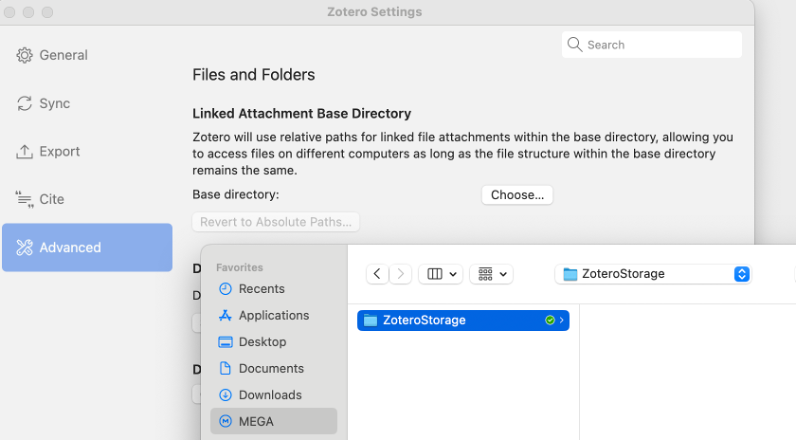 Zotero Settings
Search
General
Sync
Export
Cite
Advanced
Files and Folders
Linked Attachment Base Directory
Zotero will use relative paths for linked file attachments within the base directory, allowing you
to access files on different computers as long as the file structure within the base directory
remains the same.
Base directory:
Choose...
Revert to Absolute Paths...
D
D
D
Favorites
Recents
Applications
Desktop
Documents
Downloads
MEGA
ZoteroStorage
ZoteroStorage